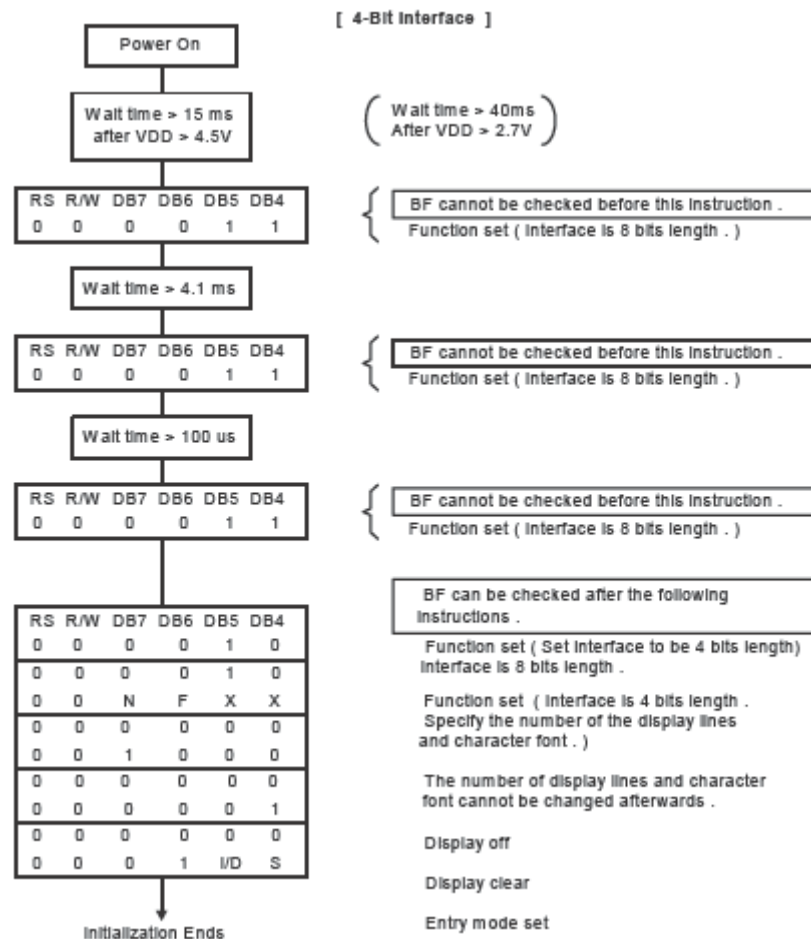 [ 4-Bit Interface ]
Power On
Wait time > 15 ms
after VDD > 4.5V
Wait time > 40ms
After VDD > 2.7V
RS R/W DB7 DB6 DB5 DB4
0 0 0 0 1 1
BF cannot be checked before this instruction .
Function set ( Interface is 8 bits length . )
Wait time > 4.1 ms
RS R/W DB7 DB6 DB5 DB4
0 0 0 0 1 1
BF cannot be checked before this instruction .
Function set ( Interface is 8 bits length . )
Wait time > 100 us
RS R/W DB7 DB6 DB5 DB4
0 0 0 0 1 1
BF cannot be checked before this instruction .
Function set ( Interface is 8 bits length . )
RS R/W DB7 DB6 DB5 DB4
0 0 0 0 1 0
0 0 0 0 1 0
0 0 N F X X
0 0 0 0 0 0
0 0 1 0 0 0
0 0 0 0 0 0
0 0 0 0 0 1
0 0 0 0 0 0
0 0 0 1 I/D S
Initialization Ends
BF can be checked after the following
instructions .
Function set ( Set interface to be 4 bits length)
Interface is 8 bits length .
Function set ( Interface is 4 bits length .
Specify the number of the display lines
and character font . )
The number of display lines and character
font cannot be changed afterwards .
Display off
Display clear
Entry mode set